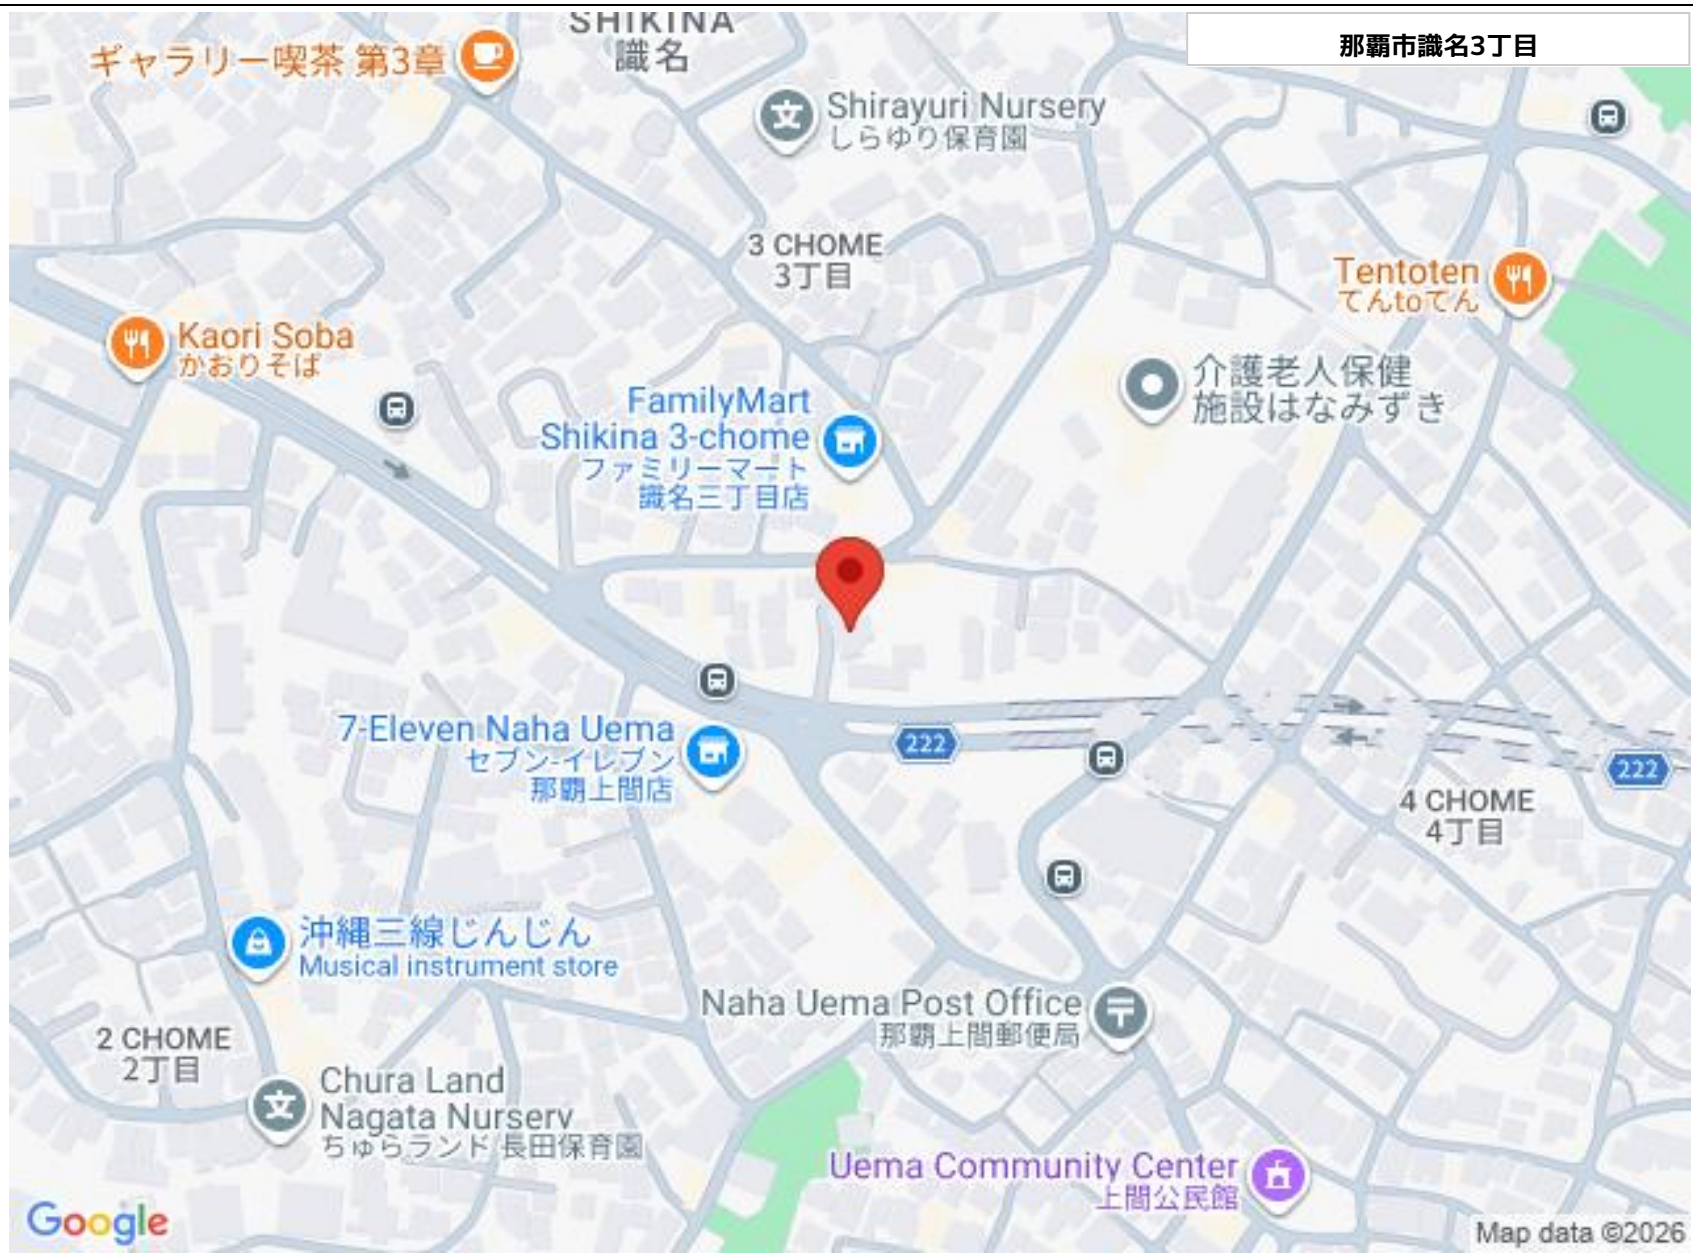 SHIKINA
識名
那覇市識名3丁目
ギャラリー喫茶 第3章
Shirayuri Nursery
しらゆり保育園
3 CHOME
3丁目
Tentoten
てんtoてん
Kaori Soba
かおりそば
介護老人保健
施設はなみずき
FamilyMart
Shikina 3-chome
ファミリーマート
識名三丁目店
7-Eleven Naha Uema
セブン-イレブン
那覇上間店
222
222
4 CHOME
4丁目
沖縄三線じんじん
Musical instrument store
Naha Uema Post Office
那覇上間郵便局
2 CHOME
2丁目
Chura Land
Nagata Nursery
ちゅらランド 長田保育園
Uema Community Center
上間公民館
Google
Map data ©2026